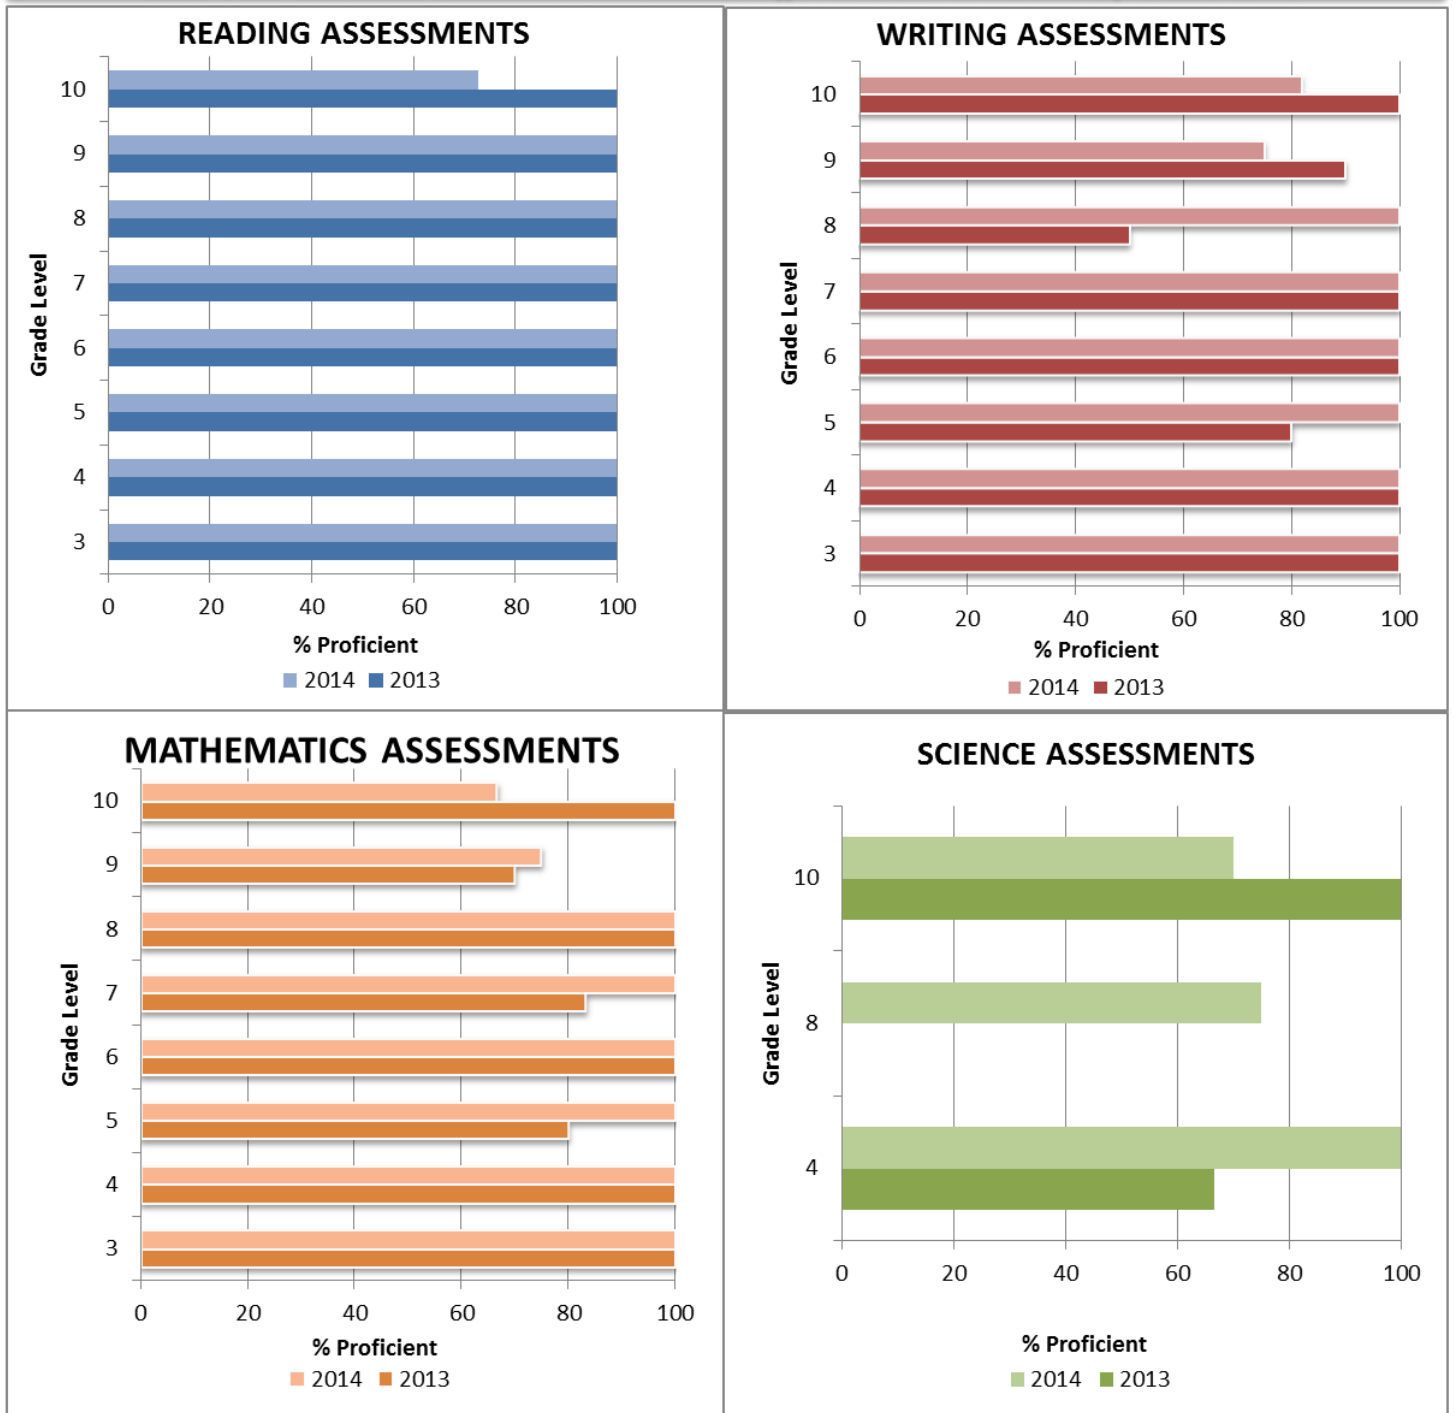 READING ASSESSMENTS
10
9
8
7
6
5
4
3
Grade Level
0 20 40 60 80 100
% Proficient
2014 2013
WRITING ASSESSMENTS
10
9
8
7
6
5
4
3
Grade Level
0 20 40 60 80 100
% Proficient
2014 2013
MATHEMATICS ASSESSMENTS
10
9
8
7
6
5
4
3
Grade Level
0 20 40 60 80 100
% Proficient
2014 2013
SCIENCE ASSESSMENTS
10
8
4
Grade Level
0 20 40 60 80 100
% Proficient
2014 2013